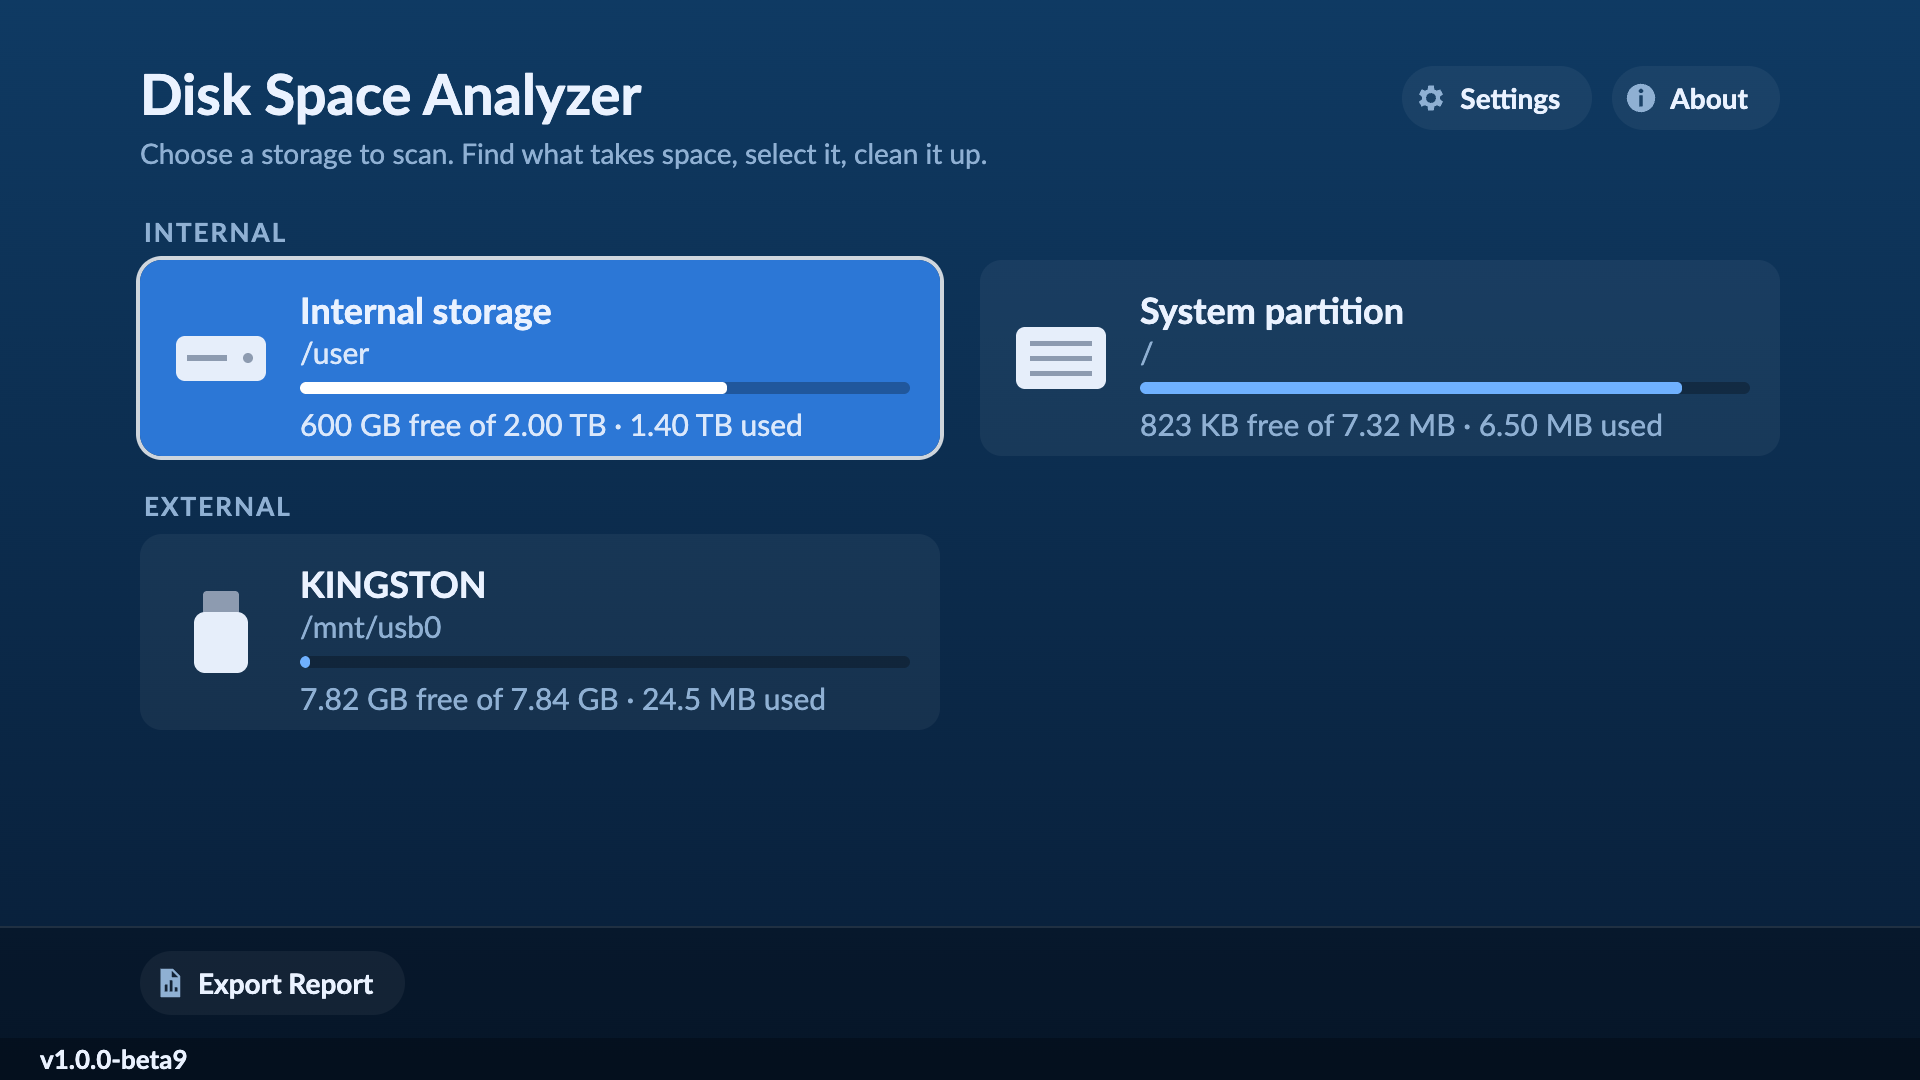 Disk Space Analyzer
Settings
About
Choose a storage to scan. Find what takes space, select it, clean it up.
INTERNAL
Internal storage
/user
600 GB free of 2.00 TB · 1.40 TB used
System partition
/
823 KB free of 7.32 MB · 6.50 MB used
EXTERNAL
KINGSTON
/mnt/usb0
7.82 GB free of 7.84 GB · 24.5 MB used
Export Report
v1.0.0-beta9